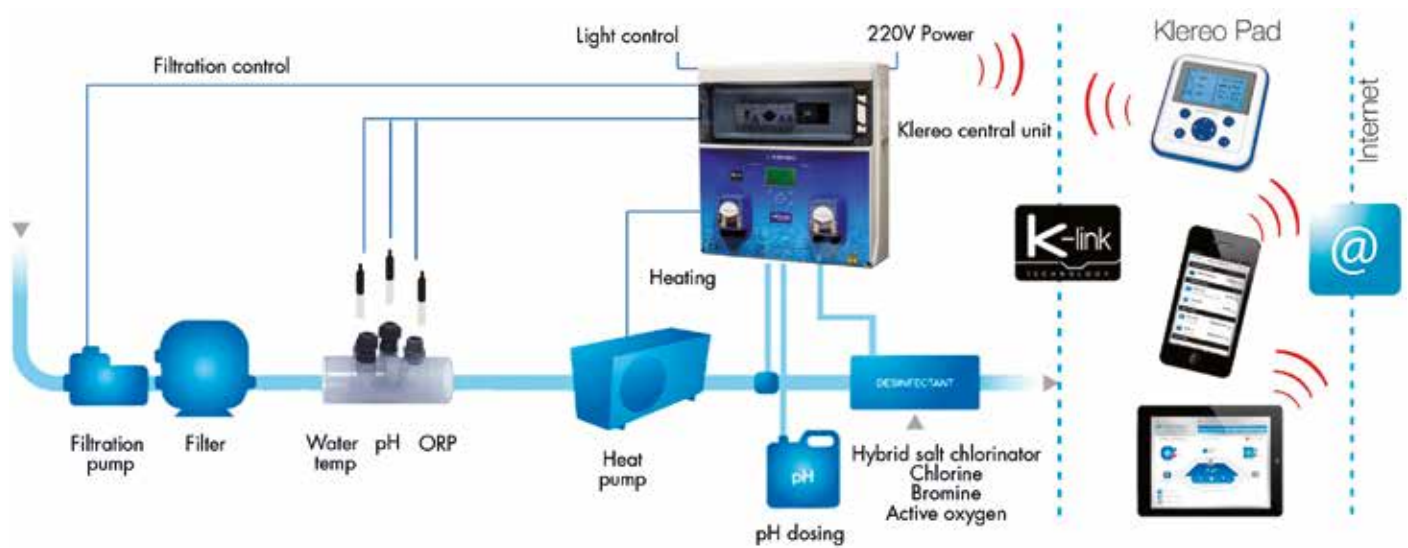 Light control
220V Power
Klereo Pad
Filtration control
Internet
Klereo central unit
K-link
TECHNOLOGY
@
Heating
DESINFECTANT
Filtration
pump
Filter
Water
temp
pH
ORP
Heat
pump
pH
pH dosing
Hybrid salt chlorinator
Chlorine
Bromine
Active oxygen